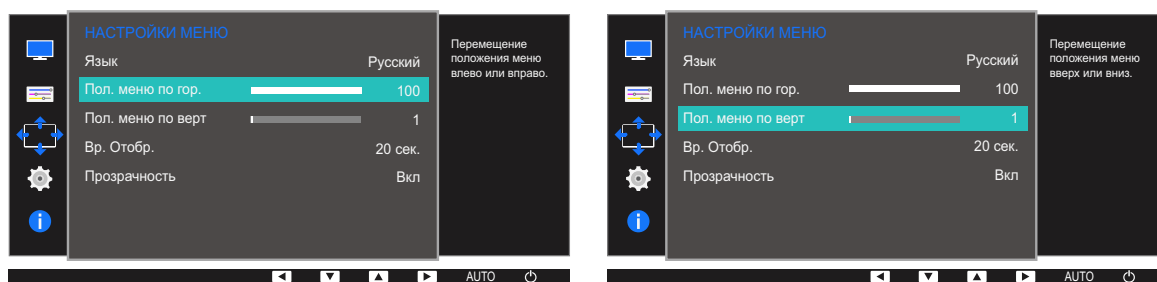 НАСТРОЙКИ МЕНЮ
Язык Русский
Пол. меню по гор. 100
Пол. меню по верт 1
Вр. Отобр. 20 сек.
Прозрачность Вкл
Перемещение
положения меню
влево или вправо.
AUTO
НАСТРОЙКИ МЕНЮ
Язык Русский
Пол. меню по гор. 100
Пол. меню по верт 1
Вр. Отобр. 20 сек.
Прозрачность Вкл
Перемещение
положения меню
вверх или вниз.
AUTO